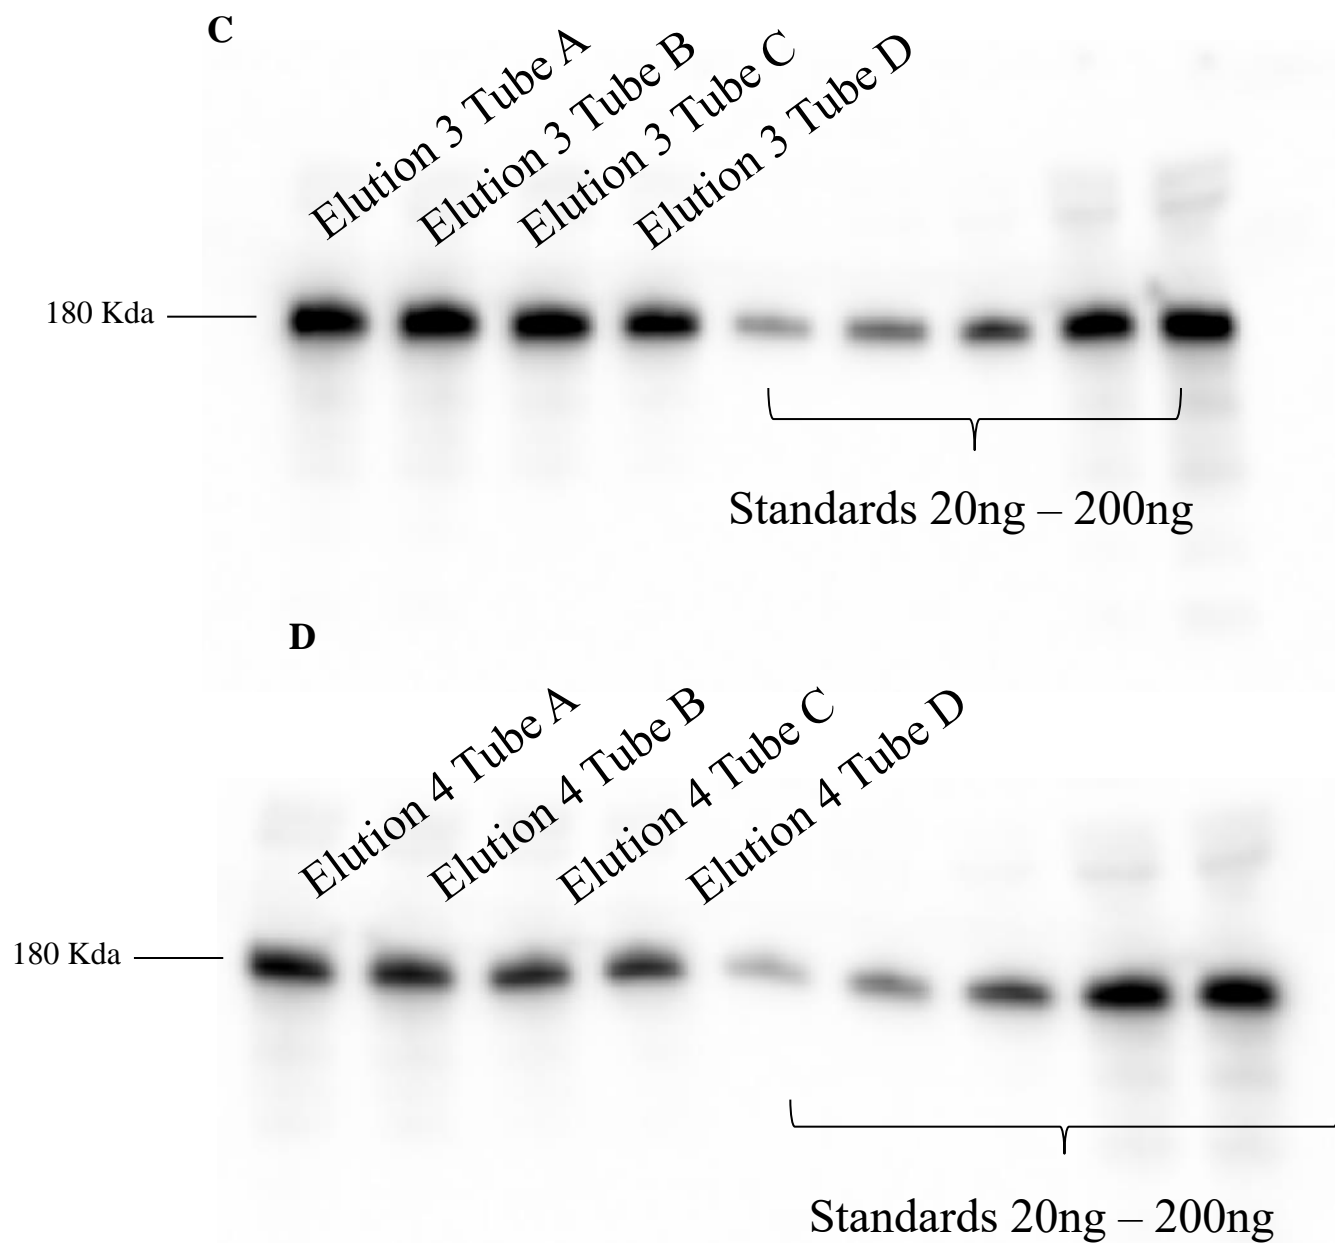 C
Elution 3 Tube A
Elution 3 Tube B
Elution 3 Tube C
Elution 3 Tube D
180 Kda
Standards 20ng – 200ng
D
Elution 4 Tube A
Elution 4 Tube B
Elution 4 Tube C
Elution 4 Tube D
180 Kda
Standards 20ng – 200ng